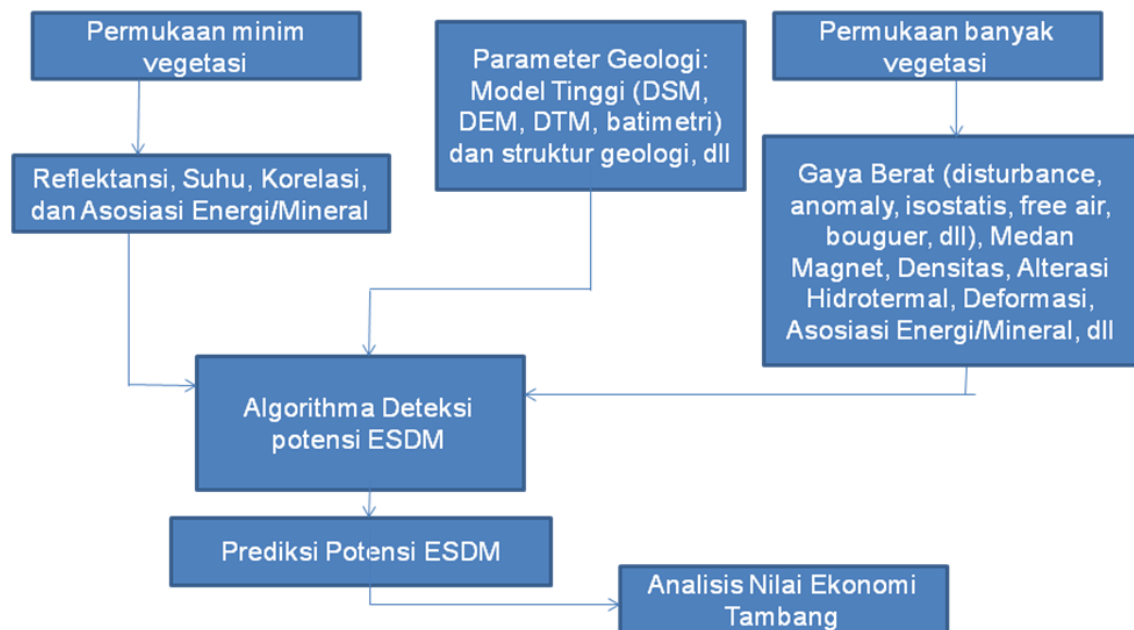 Permukaan minim
vegetasi
Parameter Geologi:
Model Tinggi (DSM,
DEM, DTM, batimetri)
dan struktur geologi, dll
Permukaan banyak
vegetasi
Reflektansi, Suhu, Korelasi,
dan Asosiasi Energi/Mineral
Gaya Berat (disturbance,
anomaly, isostatis, free air,
bouguer, dll), Medan
Magnet, Densitas, Alterasi
Hidrotermal, Deformasi,
Asosiasi Energi/Mineral, dll
Algorithma Deteksi
potensi ESDM
Prediksi Potensi ESDM
Analisis Nilai Ekonomi
Tambang